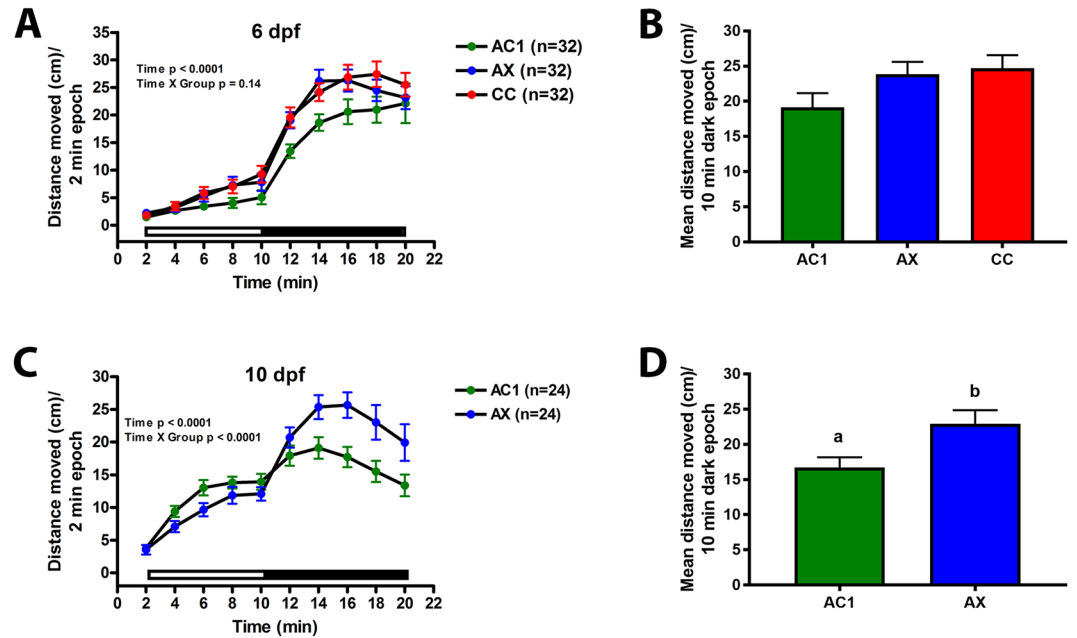 A
6 dpf
Distance moved (cm)/
2 min epoch
35
30
25
20
15
10
5
0
Time p < 0.0001
Time X Group p = 0.14
AC1 (n=32)
AX (n=32)
CC (n=32)
0 2 4 6 8 10 12 14 16 18 20 22
Time (min)
B
Mean distance moved (cm)/
10 min dark epoch
30
25
20
15
10
5
0
AC1 AX CC
C
10 dpf
Distance moved (cm)/
2 min epoch
30
25
20
15
10
5
0
Time p < 0.0001
Time X Group p < 0.0001
AC1 (n=24)
AX (n=24)
0 2 4 6 8 10 12 14 16 18 20 22
Time (min)
D
Mean distance moved (cm)/
10 min dark epoch
30
25
20
15
10
5
0
a
b
AC1 AX